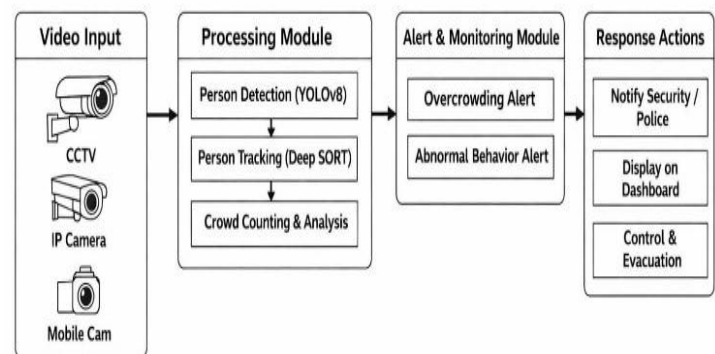 Video Input
CCTV
IP Camera
Mobile Cam
Processing Module
Person Detection (YOLOv8)
Person Tracking (Deep SORT)
Crowd Counting & Analysis
Alert & Monitoring Module
Overcrowding Alert
Abnormal Behavior Alert
Response Actions
Notify Security /
Police
Display on
Dashboard
Control &
Evacuation